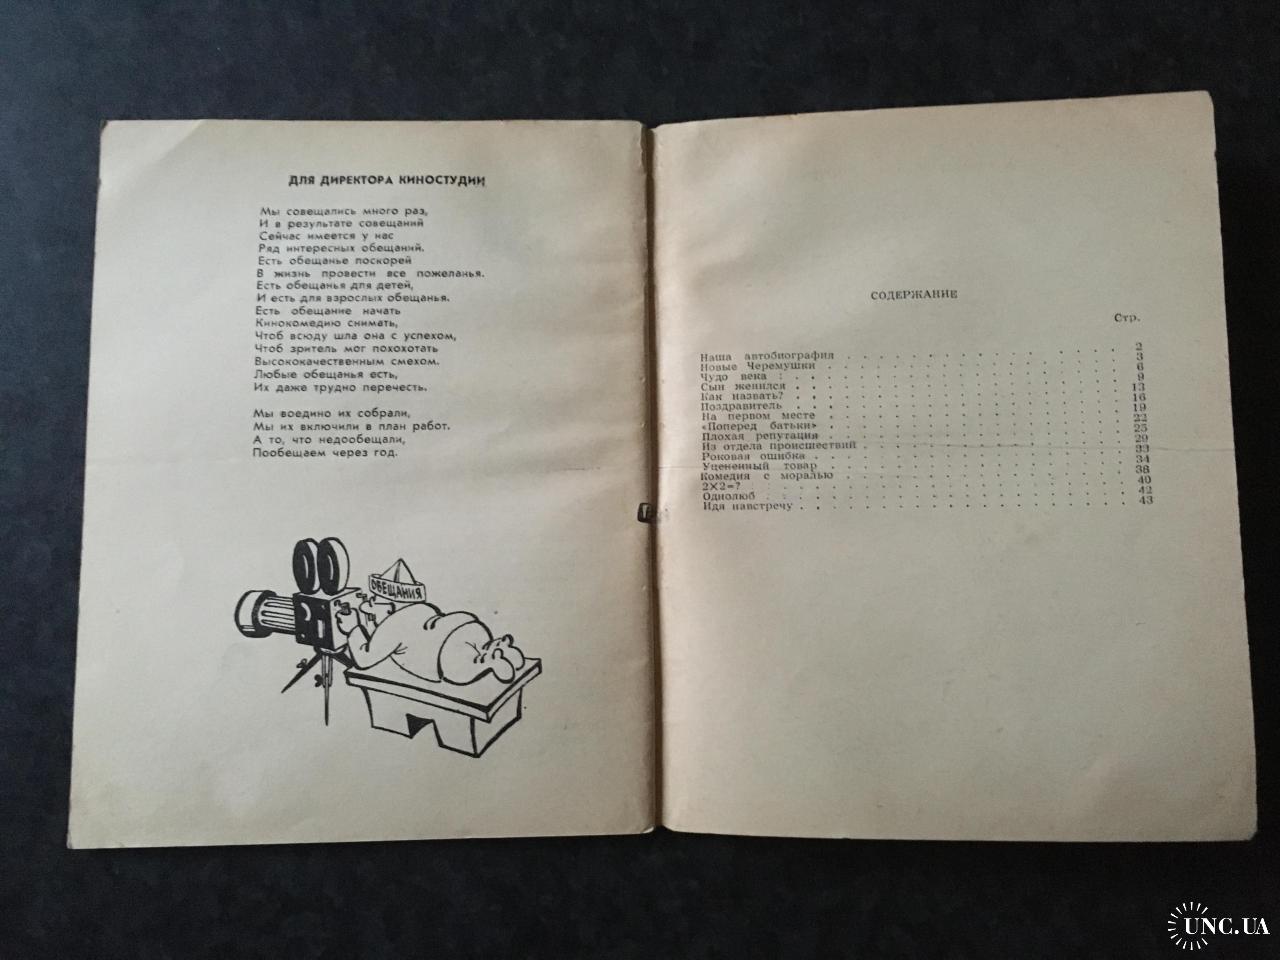 ДЛЯ ДИРЕКТОРА КИНОСТУДИИ
Мы совещались много раз,
И в результате совещаний
Сейчас имеется у нас
Ряд интересных обещаний.
Есть обещанье поскорей
В жизнь провести все пожеланья.
Есть обещанья для детей,
И есть для взрослых обещанья.
Есть обещание начать
Кинокомедию снимать,
Чтоб всюду шла она с успехом,
Чтоб зритель мог похохотать
Высококачественным смехом.
Любые обещанья есть,
Их даже трудно перечесть.
Мы воедино их собрали,
Мы их включили в план работ.
А то, что недообещали,
Пообещаем через год.
ОБЕЩАНИЯ
СОДЕРЖАНИЕ
Стр.
Наша автобиография . . . . . . . . . . . . . 2
Новые Черемушки . . . . . . . . . . . . . 3
Чудо века : . . . . . . . . . . . . . 6
Сын женился . . . . . . . . . . . . . 9
Как назвать? . . . . . . . . . . . . . 13
Поздравитель . . . . . . . . . . . . . 16
На первом месте . . . . . . . . . . . . . 19
«Поперед батьки» . . . . . . . . . . . . . 22
Плохая репутация . . . . . . . . . . . . . 25
Из отдела происшествий . . . . . . . . . . . . . 29
Роковая ошибка . . . . . . . . . . . . . 33
Уцененный товар . . . . . . . . . . . . . 34
Комедия с моралью . . . . . . . . . . . . . 38
2X2=? . . . . . . . . . . . . . 40
Однолюб . . . . . . . . . . . . . 42
Идя навстречу . . . . . . . . . . . . . 43
UNC.UA